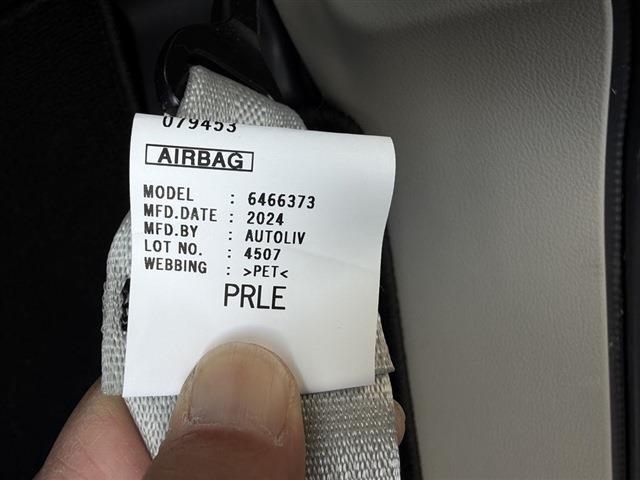 079453
AIRBAG
MODEL : 6466373
MFD.DATE : 2024
MFD.BY : AUTOLIV
LOT NO. : 4507
WEBBING : >PET<
PRLE